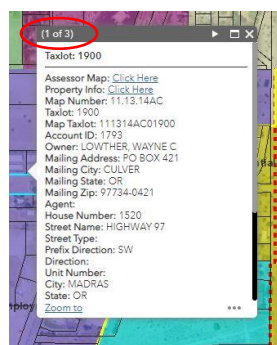 (1 of 3)
Taxlot: 1900
Assessor Map: Click Here
Property Info: Click Here
Map Number: 11.13.14AC
Taxlot: 1900
Map Taxlot: 111314AC01900
Account ID: 1793
Owner: LOWTHER, WAYNE C
Mailing Address: PO BOX 421
Mailing City: CULVER
Mailing State: OR
Mailing Zip: 97734-0421
Agent:
House Number: 1520
Street Name: HIGHWAY 97
Street Type:
Prefix Direction: SW
Direction:
Unit Number:
City: MADRAS
State: OR
Zoom to